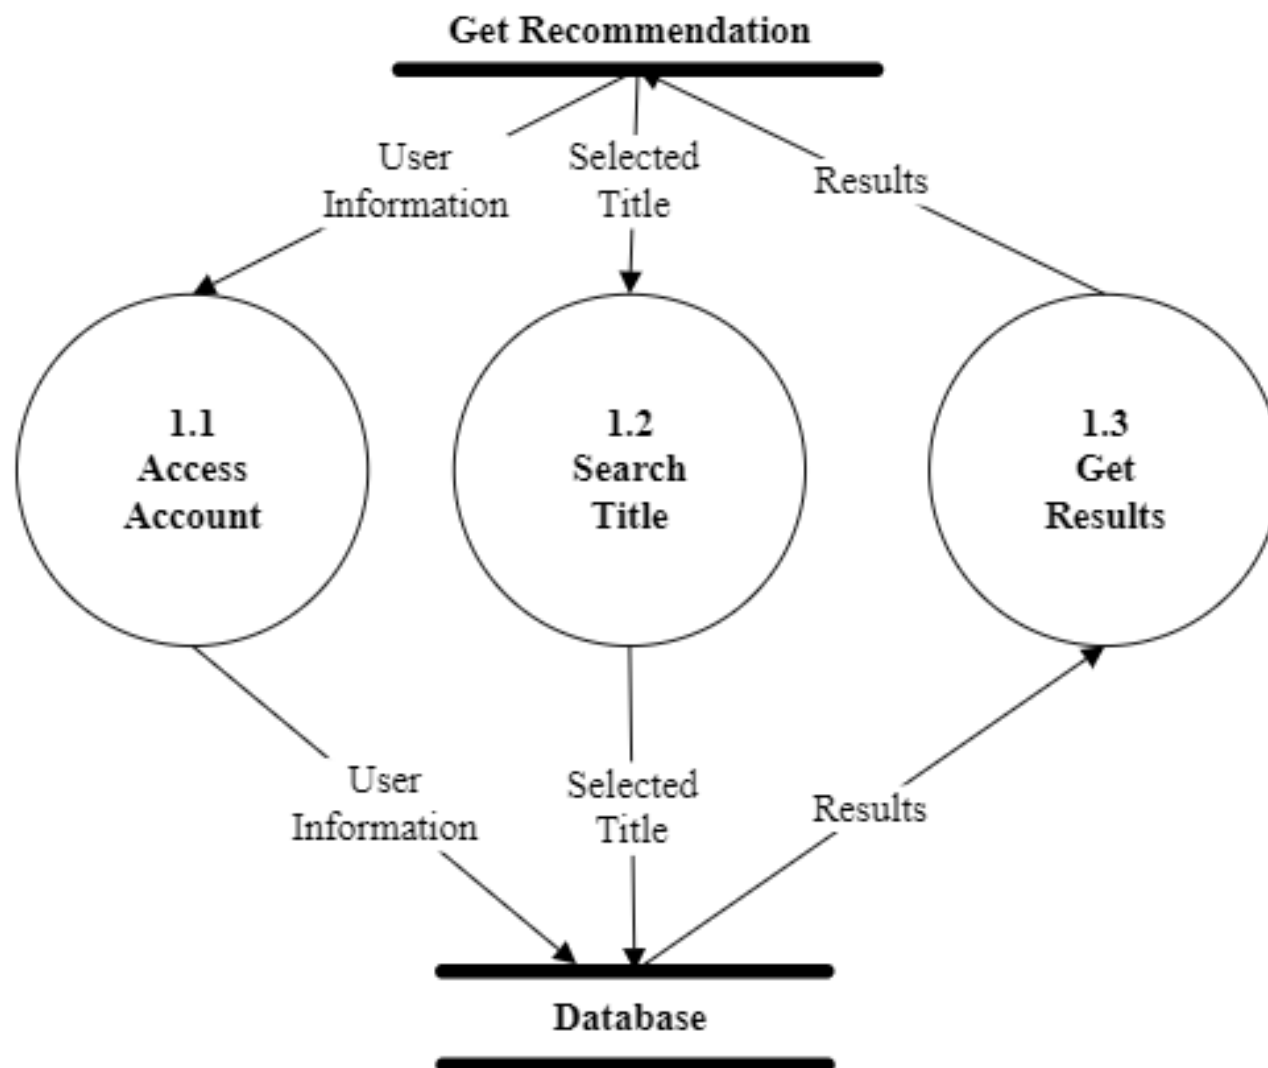 Get Recommendation
User
Information
Selected
Title
Results
1.1
Access
Account
1.2
Search
Title
1.3
Get
Results
User
Information
Selected
Title
Results
Database